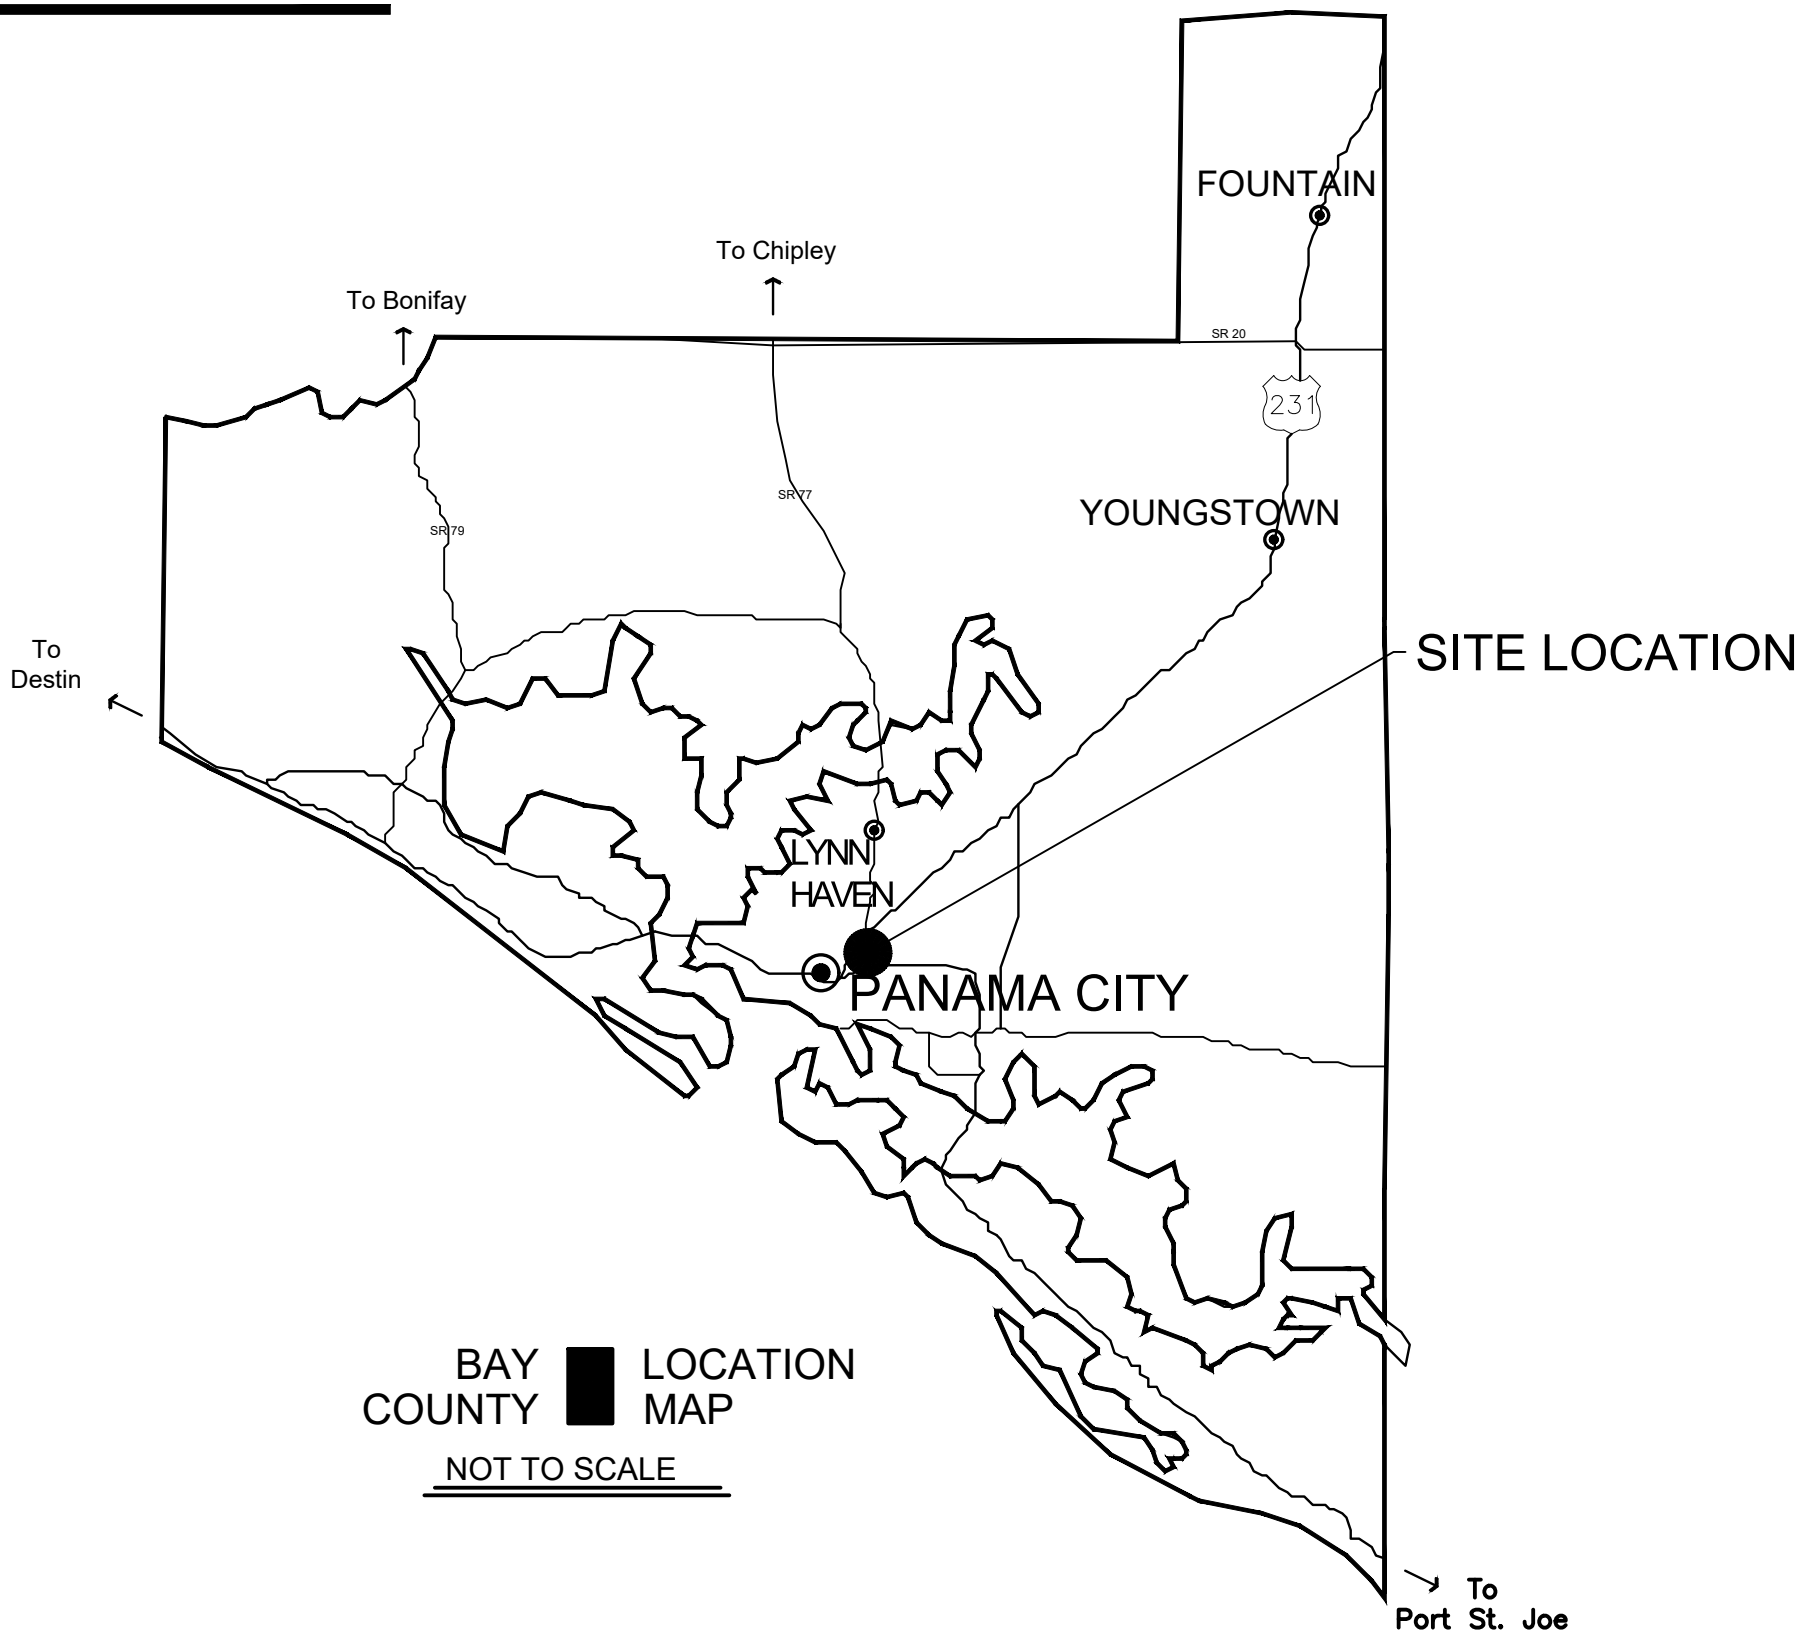 FOUNTAIN
To Chipley
To Bonifay
SR 20
231
SR 77
YOUNGSTOWN
SR 79
To
Destin
SITE LOCATION
LYNN
HAVEN
PANAMA CITY
BAY
COUNTY
LOCATION
MAP
NOT TO SCALE
To
Port St. Joe